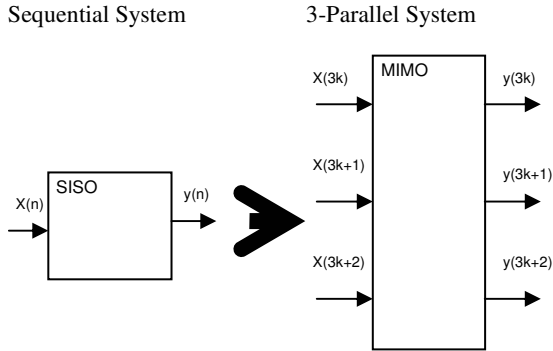 Sequential System
3-Parallel System
X(n)
SISO
y(n)
X(3k)
X(3k+1)
X(3k+2)
MIMO
y(3k)
y(3k+1)
y(3k+2)